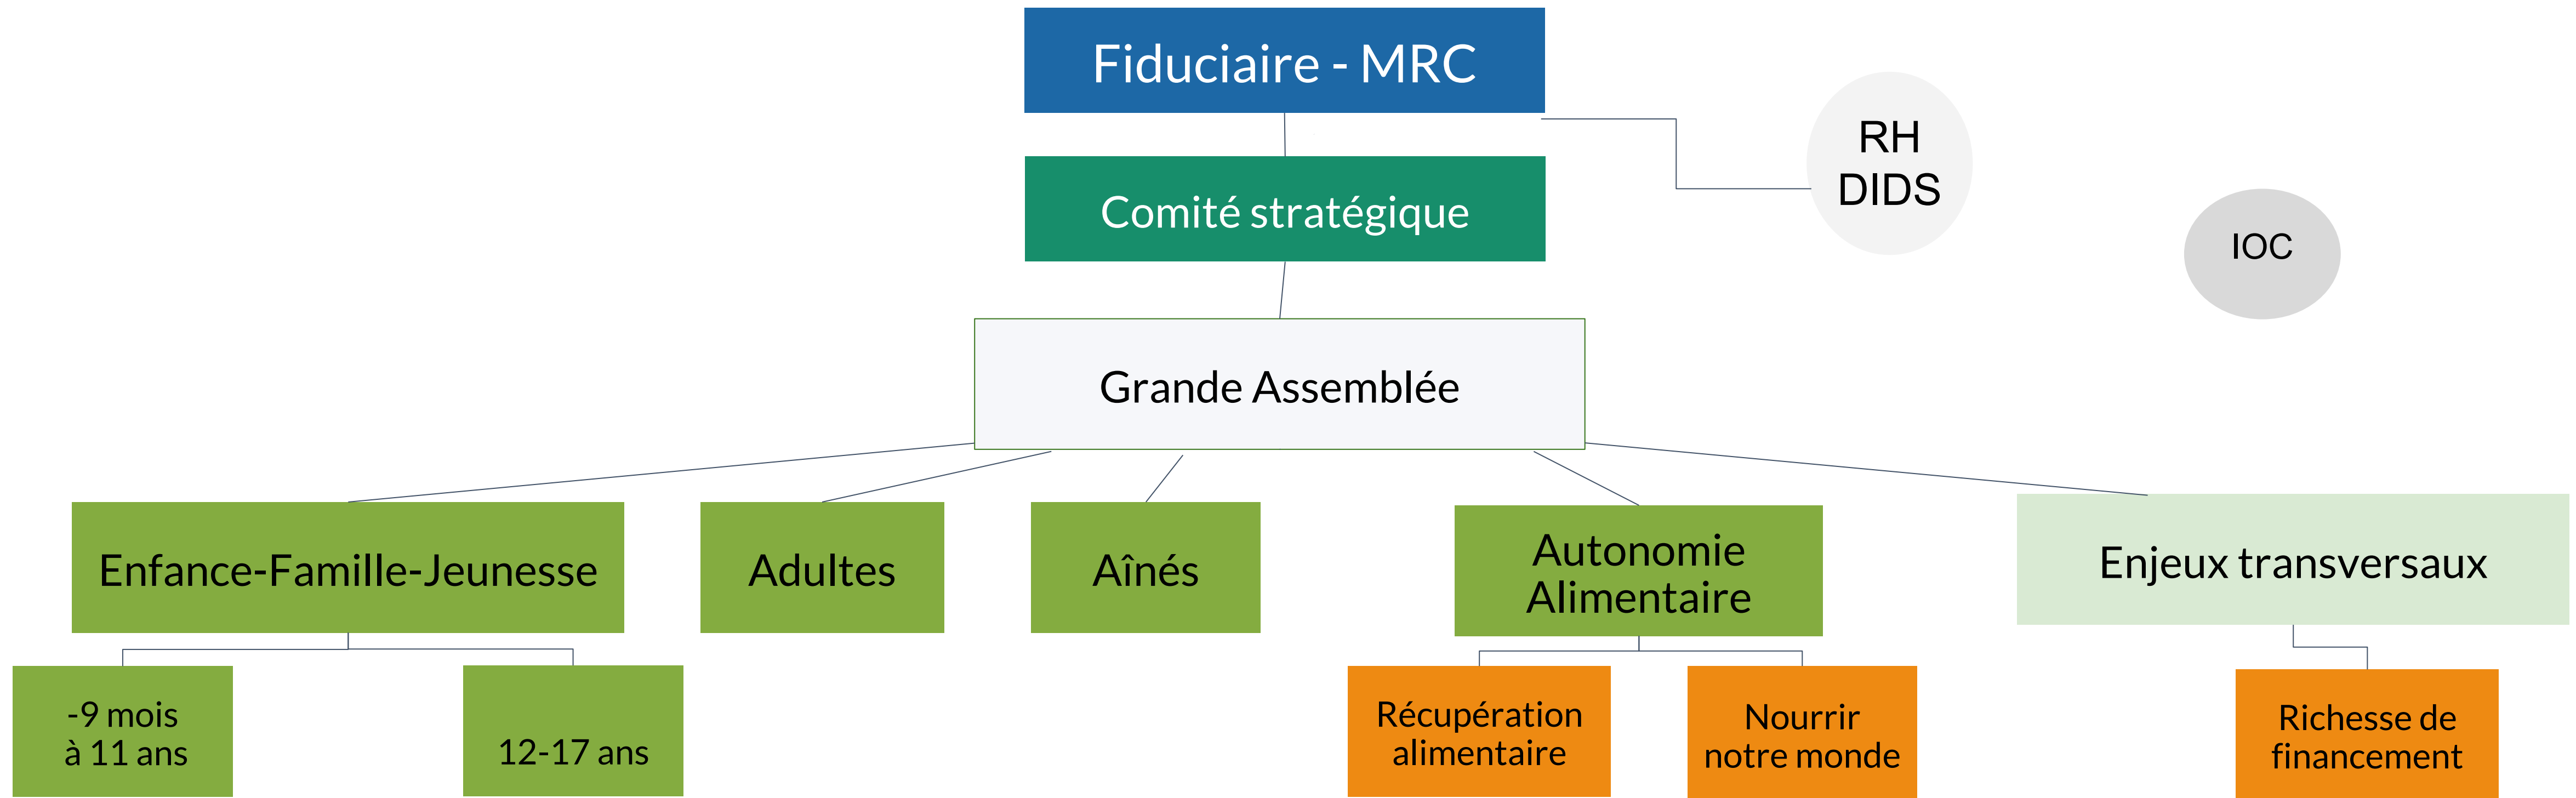 Fiduciaire - MRC
RH
DIDS
Comité stratégique
IOC
Grande Assemblée
Enfance-Famille-Jeunesse
Adultes
Aînés
Autonomie
Alimentaire
Enjeux transversaux
-9 mois
à 11 ans
12-17 ans
Récupération
alimentaire
Nourrir
notre monde
Richesse de
financement